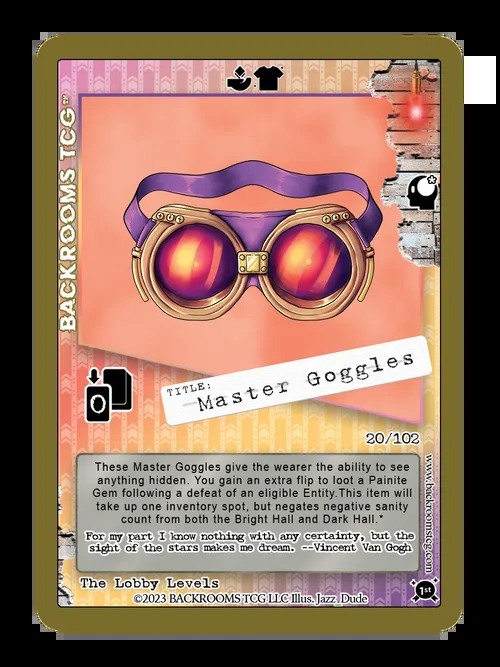 BACKROOMS TCG™
TITLE:
Master Goggles
0
20/102
These Master Goggles give the wearer the ability to see
anything hidden. You gain an extra flip to loot a Painite
Gem following a defeat of an eligible Entity.This item will
take up one inventory spot, but negates negative sanity
count from both the Bright Hall and Dark Hall.*
For my part I know nothing with any certainty, but the
sight of the stars makes me dream. --Vincent Van Gogh
www.backroomstcg.com
The Lobby Levels
©2023 BACKROOMS TCG LLC Illus. Jazz_Dude
1st